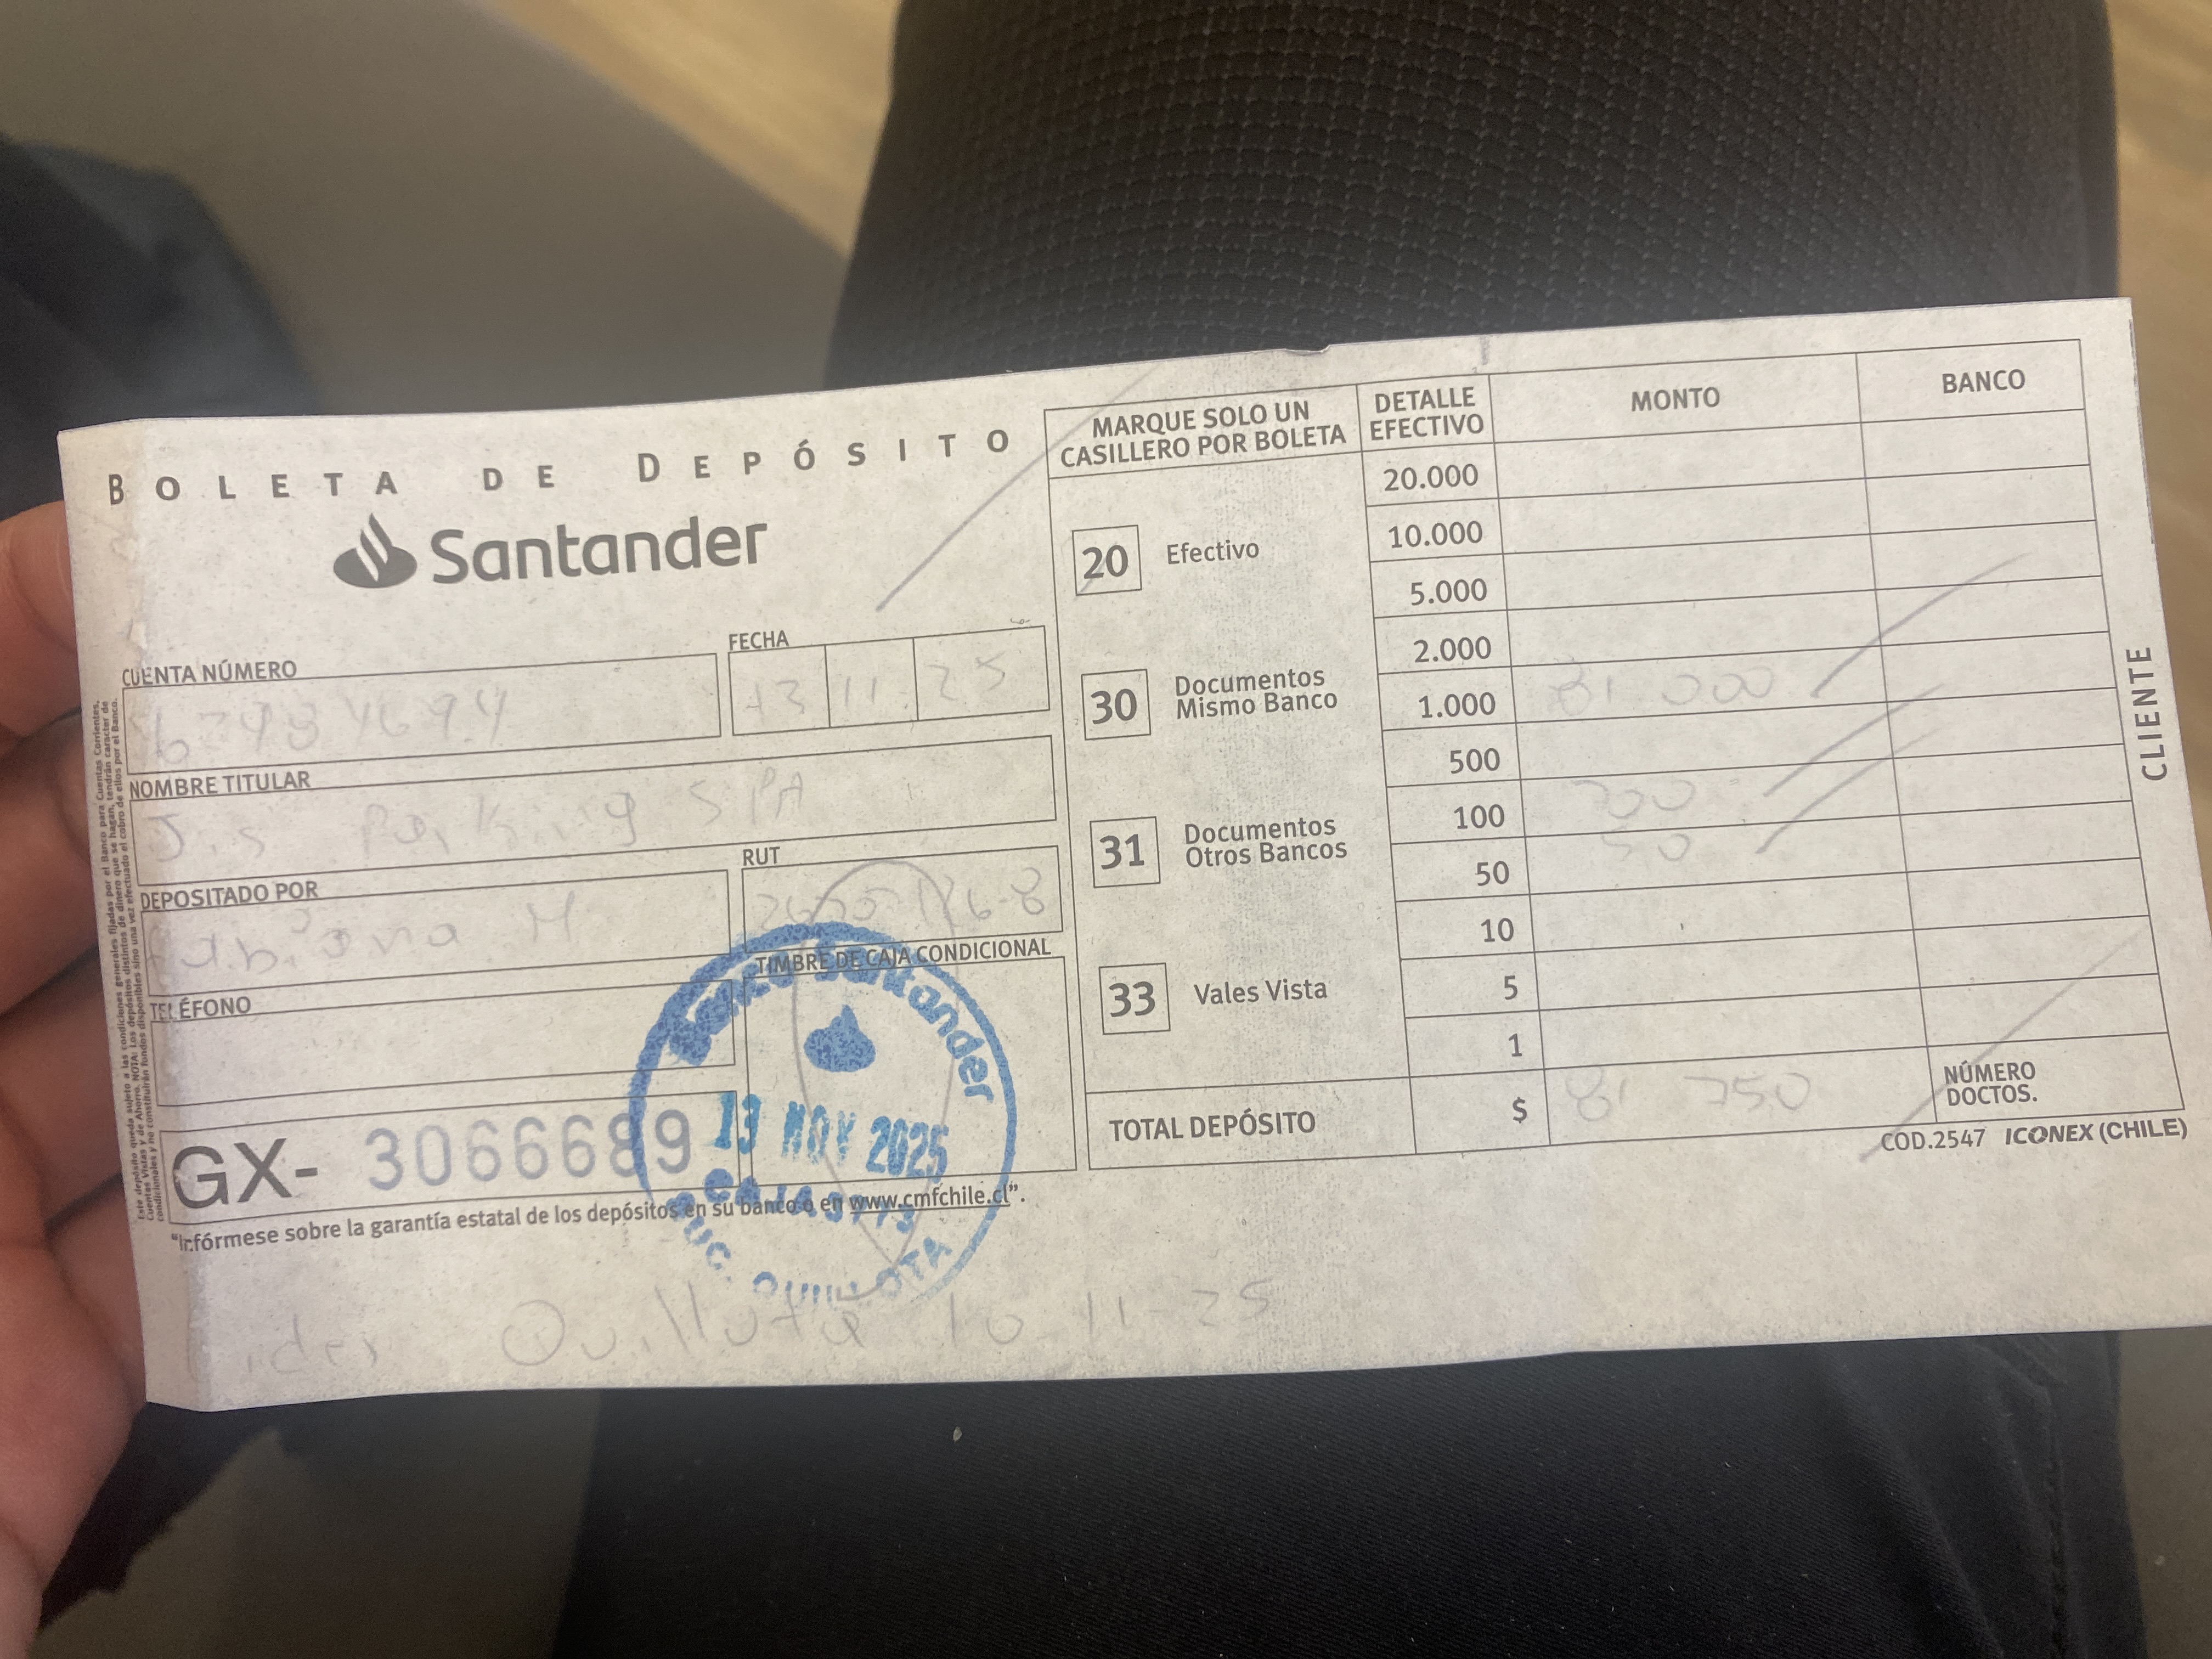 BOLETA DE DEPÓSITO
Santander
CUENTA NÚMERO
FECHA
13 11 25
NOMBRE TITULAR
J.S Parking SPA
DEPOSITADO POR
RUT
TELÉFONO
TIMBRE DE CAJA CONDICIONAL
Santander
13 NOV 2025
SUC. QUILLOTA
GX- 3066689
"Infórmese sobre la garantía estatal de los depósitos en su banco o en www.cmfchile.cl".
Quillota 10-11-25
MARQUE SOLO UN CASILLERO POR BOLETA
20 Efectivo
30 Documentos Mismo Banco
31 Documentos Otros Bancos
33 Vales Vista
DETALLE EFECTIVO MONTO BANCO
20.000
10.000
5.000
2.000
1.000 81.000
500
100 700
50 50
10
5
1
TOTAL DEPÓSITO $ 81 750
NÚMERO DOCTOS.
COD.2547 ICONEX (CHILE)
CLIENTE